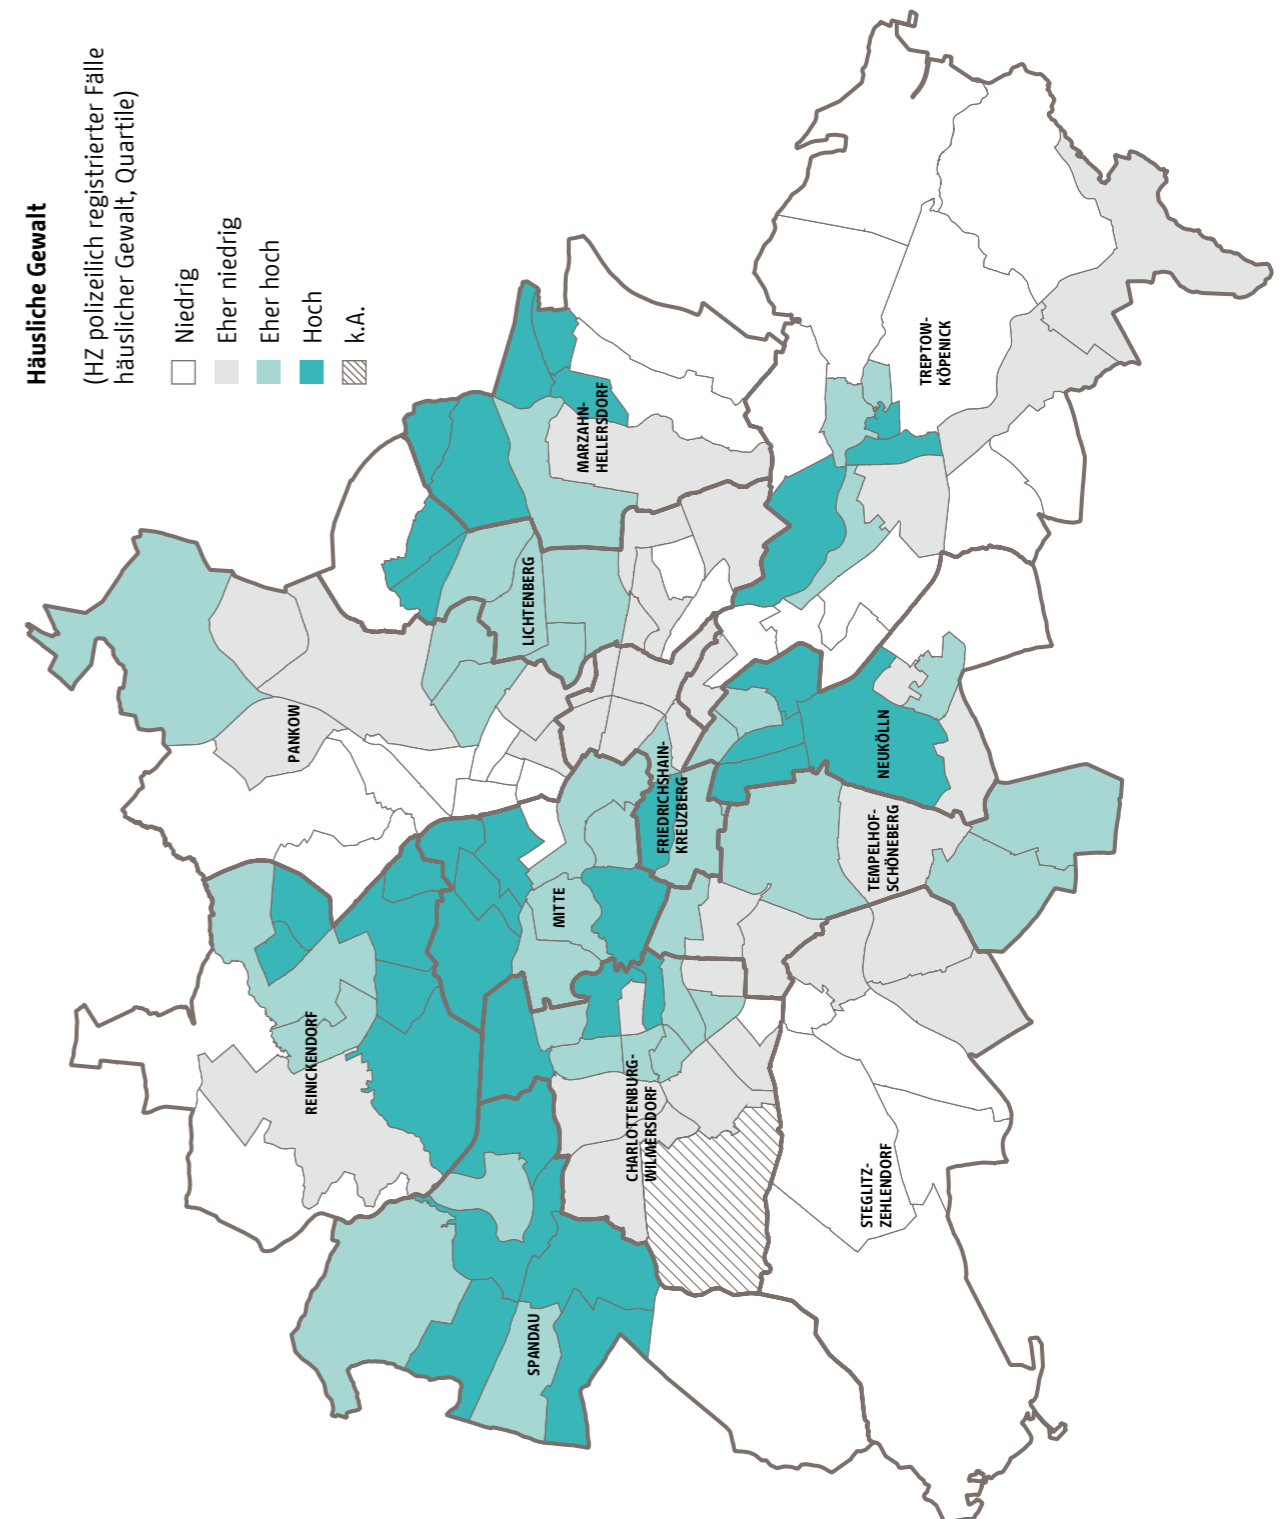 Häusliche Gewalt
(HZ polizeilich registrierter Fälle
häuslicher Gewalt, Quartile)
Niedrig
Eher niedrig
Eher hoch
Hoch
k.A.
PANKOW
LICHTENBERG
MARZAHN-
HELLERSDORF
TREPTOW-
KÖPENICK
REINICKENDORF
MITTE
FRIEDRICHSHAIN-
KREUZBERG
NEUKÖLLN
TEMPELHOF-
SCHÖNEBERG
CHARLOTTENBURG-
WILMERSDORF
SPANDAU
STEGLITZ-
ZEHLENDORF